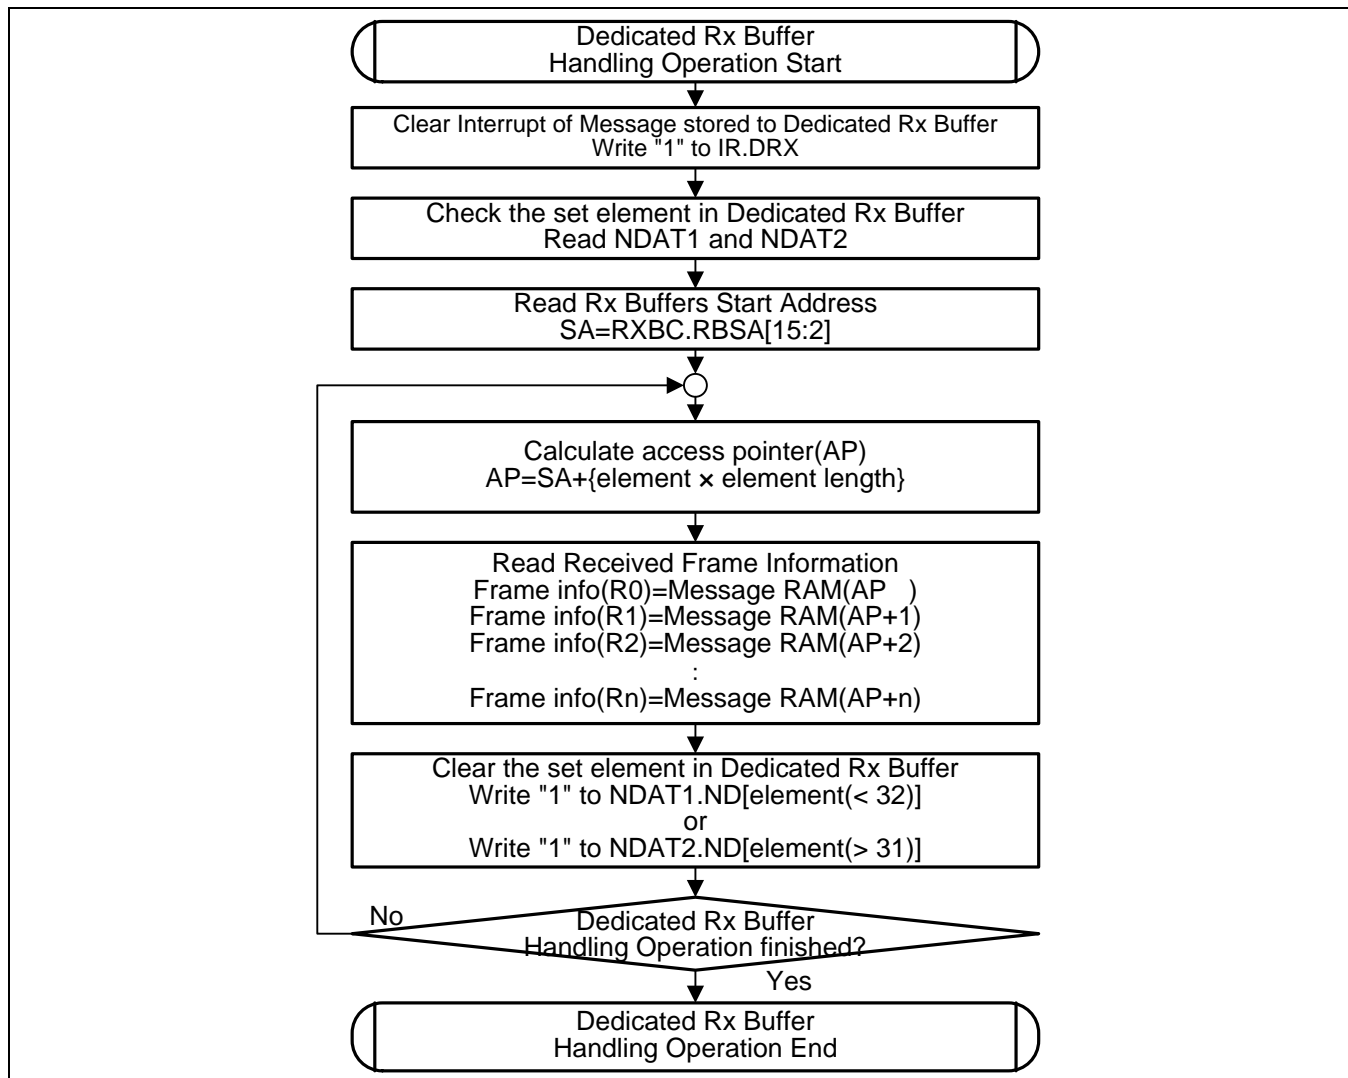 Dedicated Rx Buffer
Handling Operation Start
Clear Interrupt of Message stored to Dedicated Rx Buffer
Write "1" to IR.DRX
Check the set element in Dedicated Rx Buffer
Read NDAT1 and NDAT2
Read Rx Buffers Start Address
SA=RXBC.RBSA[15:2]
Calculate access pointer(AP)
AP=SA+{element × element length}
Read Received Frame Information
Frame info(R0)=Message RAM(AP   )
Frame info(R1)=Message RAM(AP+1)
Frame info(R2)=Message RAM(AP+2)
:
Frame info(Rn)=Message RAM(AP+n)
Clear the set element in Dedicated Rx Buffer
Write "1" to NDAT1.ND[element(< 32)]
or
Write "1" to NDAT2.ND[element(> 31)]
No
Dedicated Rx Buffer
Handling Operation finished?
Yes
Dedicated Rx Buffer
Handling Operation End